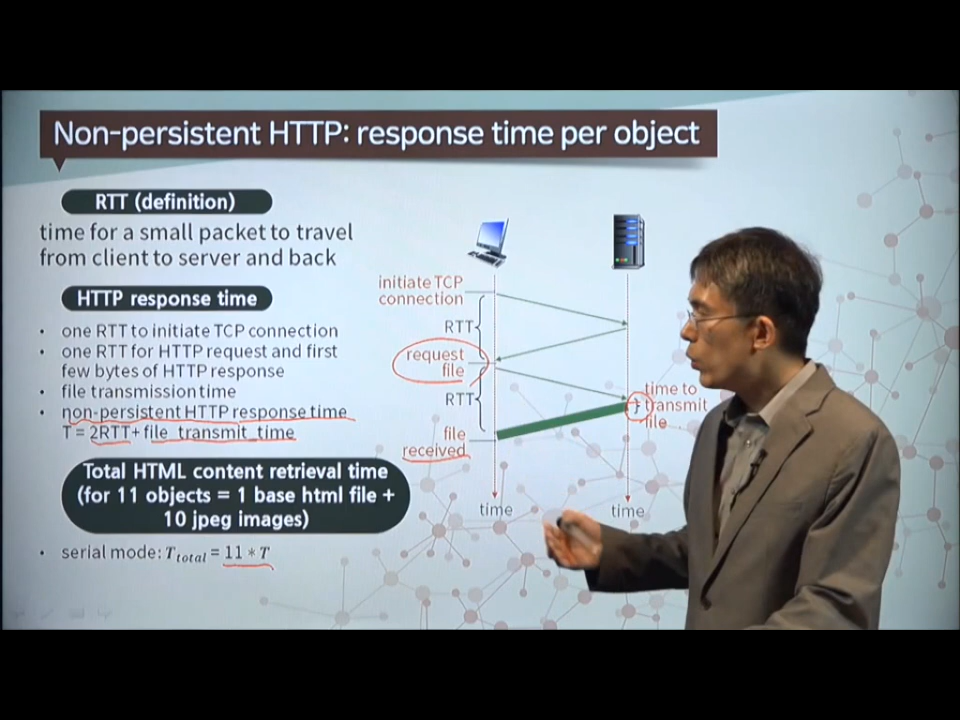 Non-persistent HTTP: response time per object
RTT (definition)
time for a small packet to travel
from client to server and back
HTTP response time
• one RTT to initiate TCP connection
• one RTT for HTTP request and first
few bytes of HTTP response
• file transmission time
• non-persistent HTTP response time
T = 2RTT+ file_transmit_time
Total HTML content retrieval time
(for 11 objects = 1 base html file +
10 jpeg images)
• serial mode: T_total = 11 * T
initiate TCP
connection
RTT
request
file
RTT
file
received
time to
transmit
file
time
time